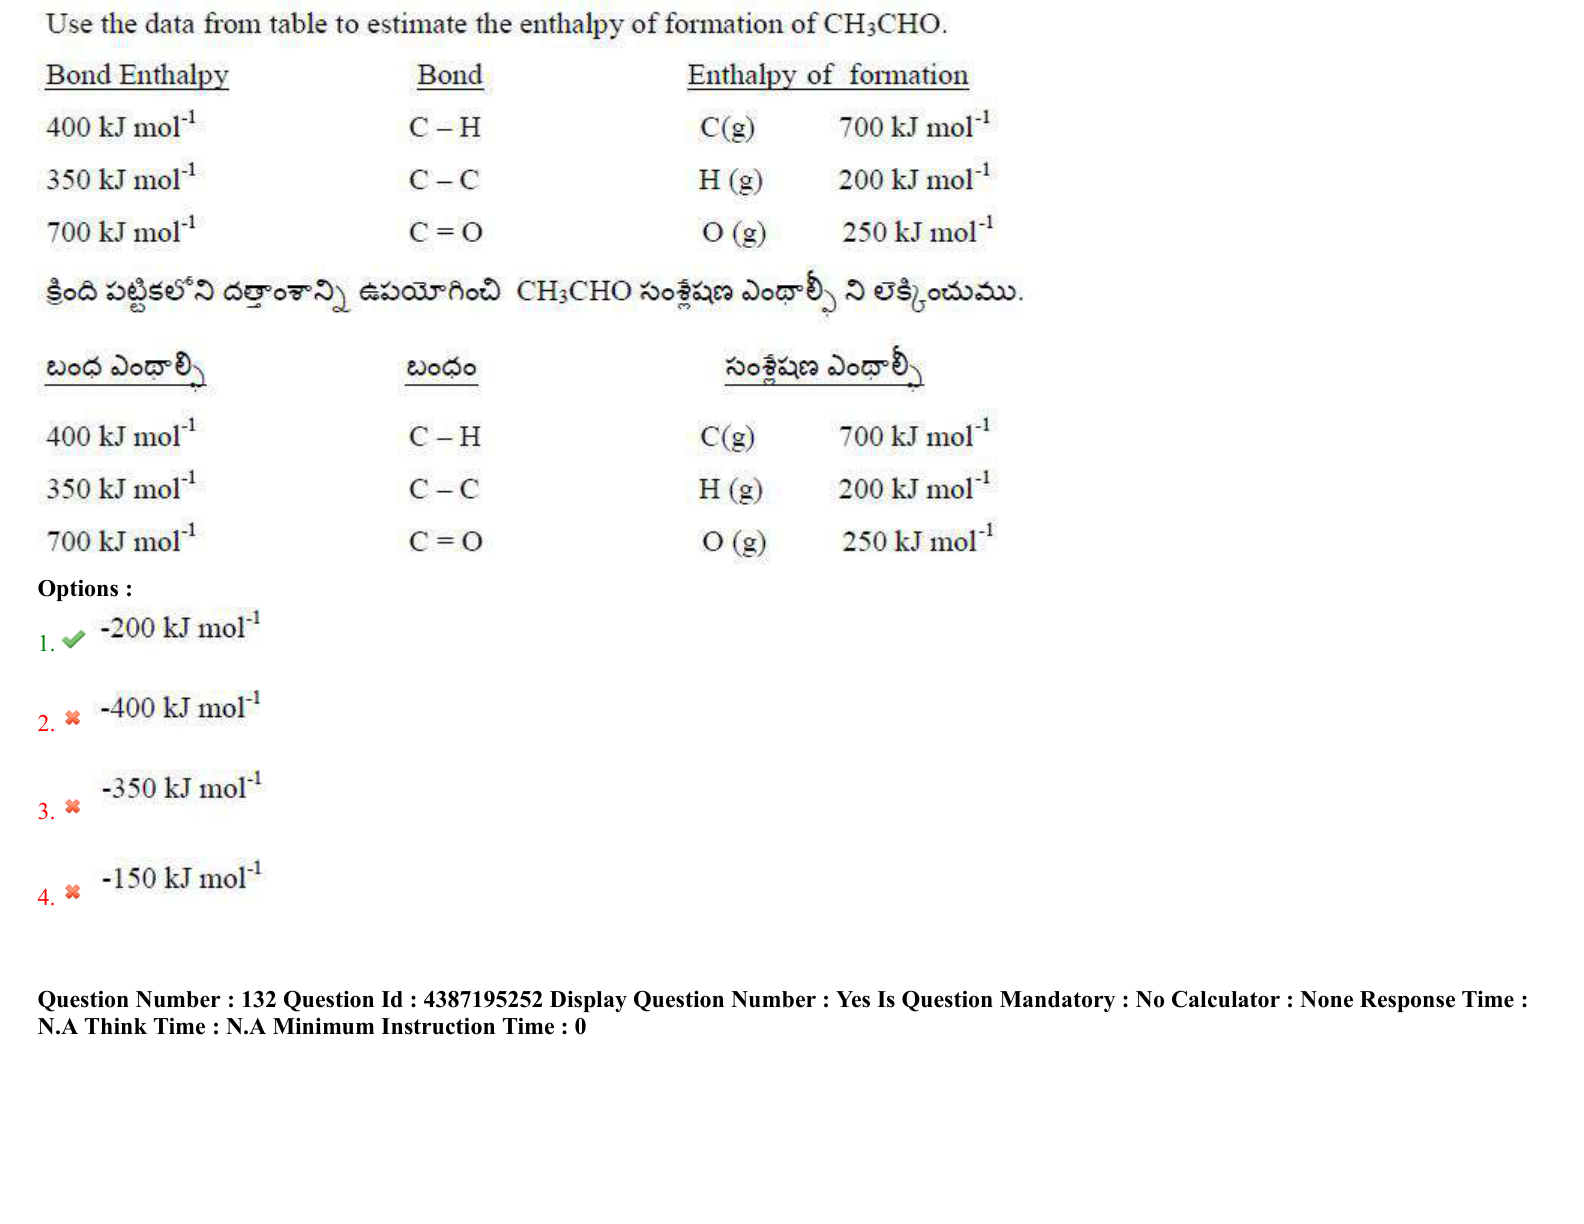 Use the data from table to estimate the enthalpy of formation of CH₃CHO.
Bond Enthalpy Bond Enthalpy of formation
400 kJ mol⁻¹ C – H C(g) 700 kJ mol⁻¹
350 kJ mol⁻¹ C – C H (g) 200 kJ mol⁻¹
700 kJ mol⁻¹ C = O O (g) 250 kJ mol⁻¹
క్రింది పట్టికలోని దత్తాంశాన్ని ఉపయోగించి CH₃CHO సంశ్లేషణ ఎంథాల్పీ ని లెక్కించుము.
బంధ ఎంథాల్పి బంధం సంశ్లేషణ ఎంథాల్పీ
400 kJ mol⁻¹ C – H C(g) 700 kJ mol⁻¹
350 kJ mol⁻¹ C – C H (g) 200 kJ mol⁻¹
700 kJ mol⁻¹ C = O O (g) 250 kJ mol⁻¹
Options :
1. -200 kJ mol⁻¹
2. -400 kJ mol⁻¹
3. -350 kJ mol⁻¹
4. -150 kJ mol⁻¹
Question Number : 132 Question Id : 4387195252 Display Question Number : Yes Is Question Mandatory : No Calculator : None Response Time :
N.A Think Time : N.A Minimum Instruction Time : 0